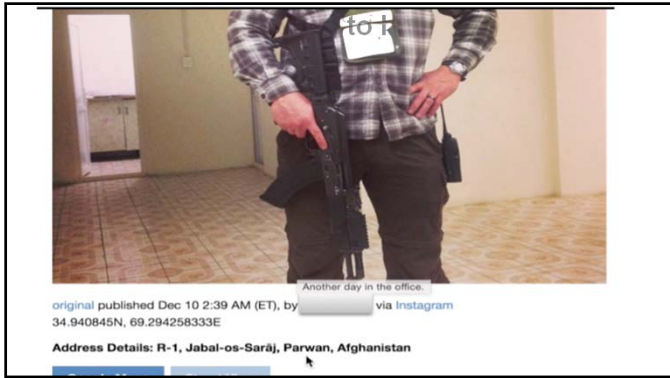 to k
Another day in the office.
original published Dec 10 2:39 AM (ET), by via Instagram
34.940845N, 69.294258333E
Address Details: R-1, Jabal-os-Sarāj, Parwan, Afghanistan